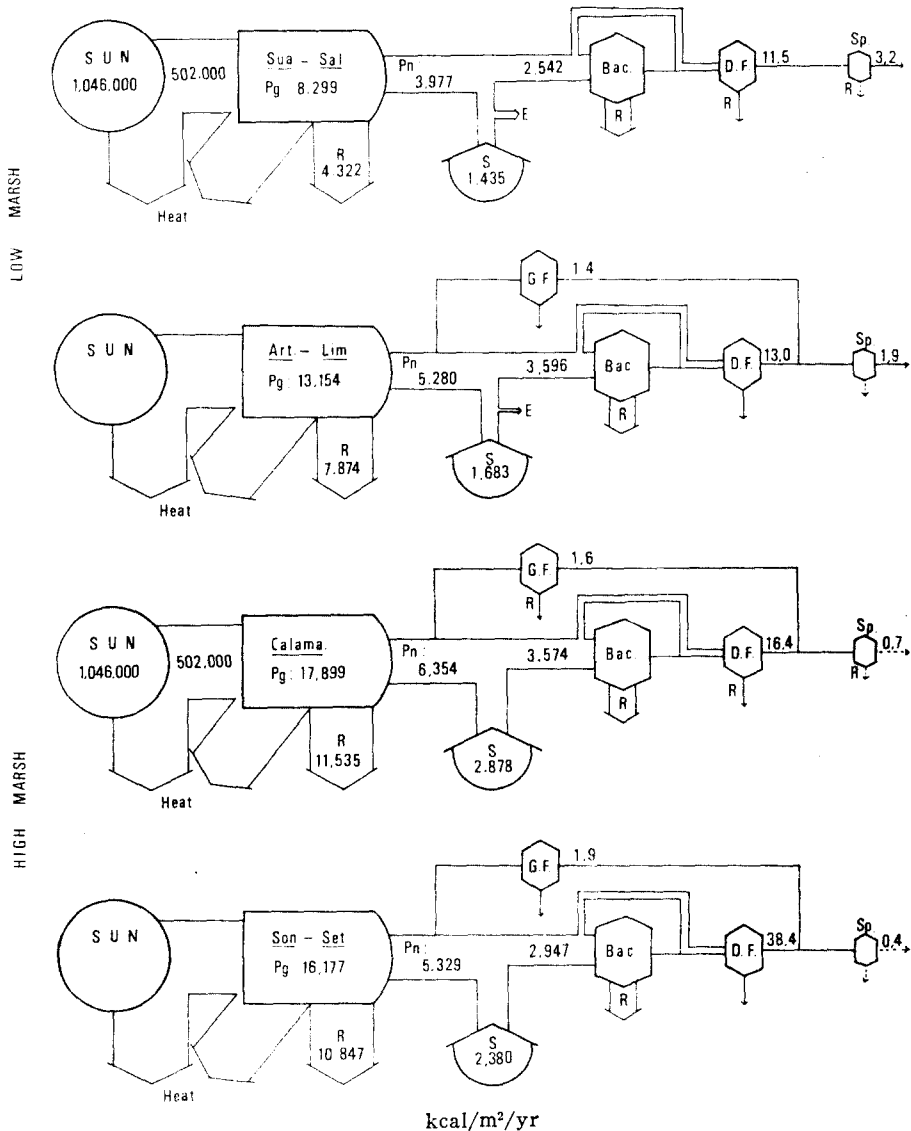 LOW MARSH
SUN
1,046,000
502.000
Sua - Sal
Pg 8.299
R
4.322
Heat
Pn
3,977
S
1,435
E
2,542
Bac.
R
D.F.
R
11,5
Sp.
R
3,2
SUN
Art. - Lim
Pg: 13,154
R
7.874
Heat
Pn
5.280
S
1,683
E
3,596
G F.
1 4
Bac
R
D.F.
13,0
Sp
1,9
HIGH MARSH
SUN
1,046,000
502,000
Calama.
Pg: 17,899
R
11,535
Heat
Pn:
6,354
S
2.878
3.574
G.F.
R
1.6
Bac.
R
D.F.
R
16.4
Sp.
R
0,7
SUN
Son - Set
Pg 16,177
R
10 847
Heat
Pn:
5.329
S
2,380
2.947
G.F.
1.9
Bac
R
D.F.
38.4
Sp.
0,4
kcal/m²/yr